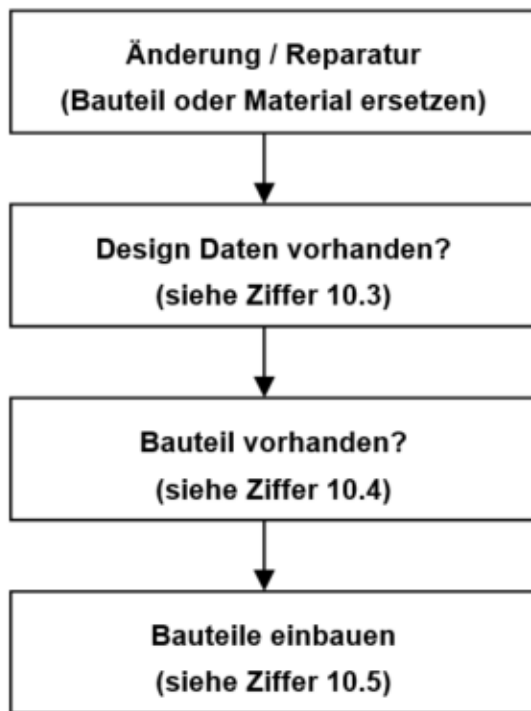 Änderung / Reparatur
(Bauteil oder Material ersetzen)
Design Daten vorhanden?
(siehe Ziffer 10.3)
Bauteil vorhanden?
(siehe Ziffer 10.4)
Bauteile einbauen
(siehe Ziffer 10.5)